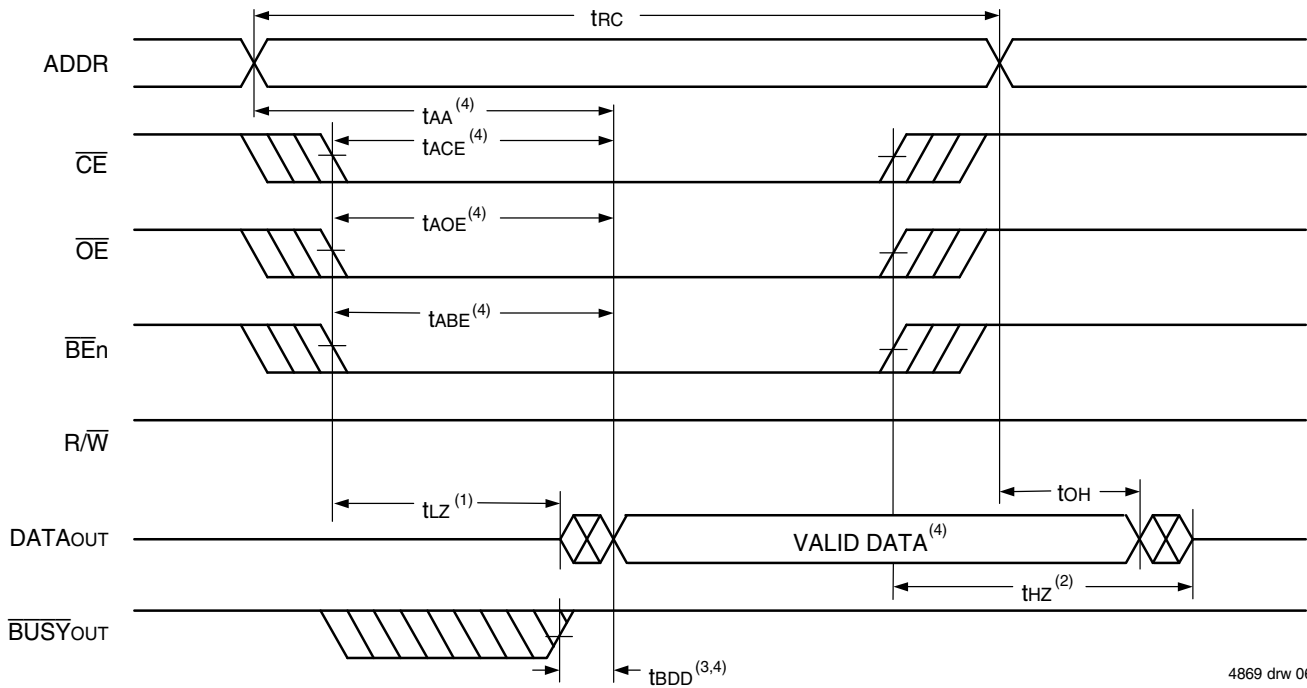 tRC
ADDR
tAA (4)
CE
tACE (4)
OE
tAOE (4)
BEn
tABE (4)
R/W
tLZ (1)
tOH
DATAOUT
VALID DATA (4)
tHZ (2)
BUSYOUT
tBDD (3,4)
4869 drw 06